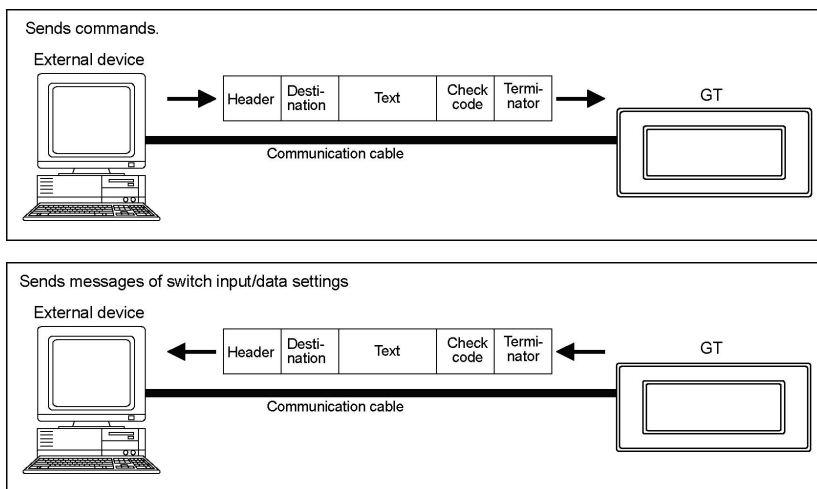 Sends commands.
External device
Header
Desti-
nation
Text
Check
code
Termi-
nator
GT
Communication cable
Sends messages of switch input/data settings
External device
Header
Desti-
nation
Text
Check
code
Termi-
nator
GT
Communication cable